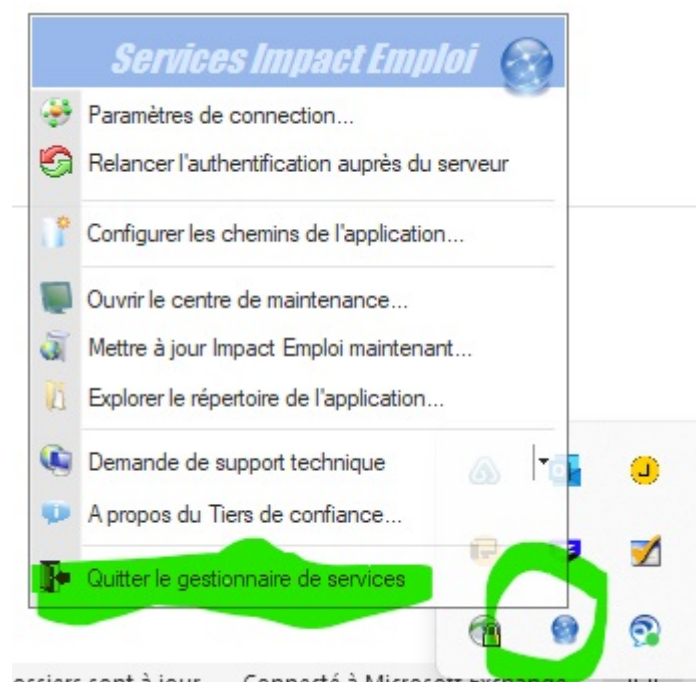 Services Impact Emploi
Paramètres de connection...
Relancer l'authentification auprès du serveur
Configurer les chemins de l'application...
Ouvrir le centre de maintenance...
Mettre à jour Impact Emploi maintenant...
Explorer le répertoire de l'application...
Demande de support technique
A propos du Tiers de confiance...
Quitter le gestionnaire de services
sont à jour Connecté à Microsoft Exchange